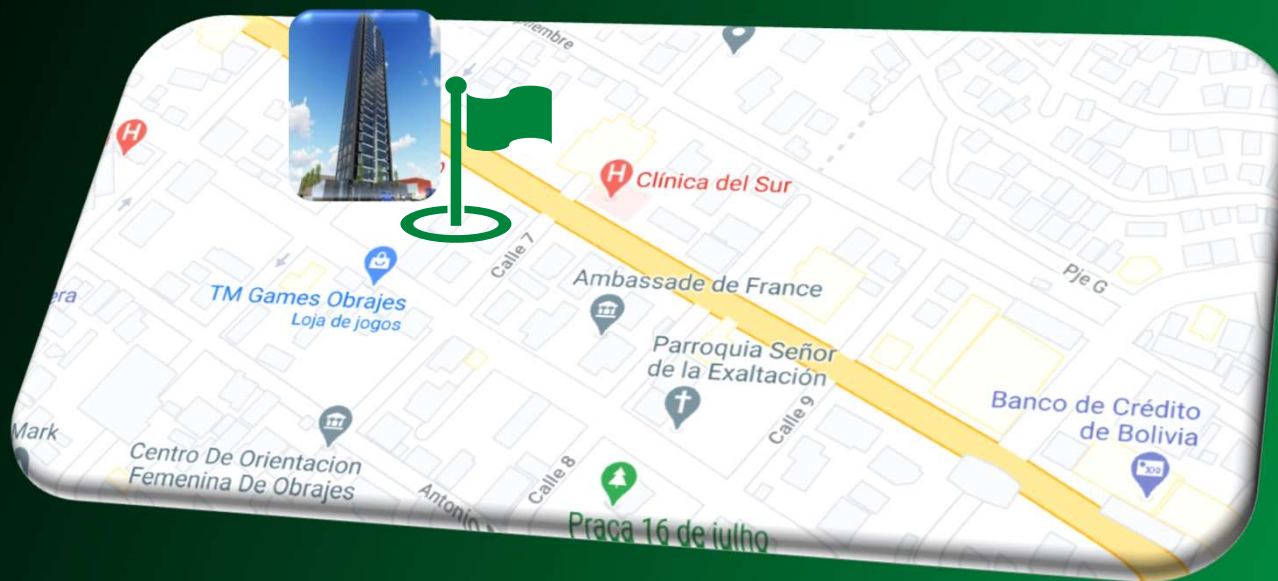 Clínica del Sur
Calle 7
Ambassade de France
Pje G
TM Games Obrajes
Loja de jogos
Parroquia Señor
de la Exaltación
Calle 9
Banco de Crédito
de Bolivia
Mark
Centro De Orientacion
Femenina De Obrajes
Antonio
Calle 8
Praça 16 de julho